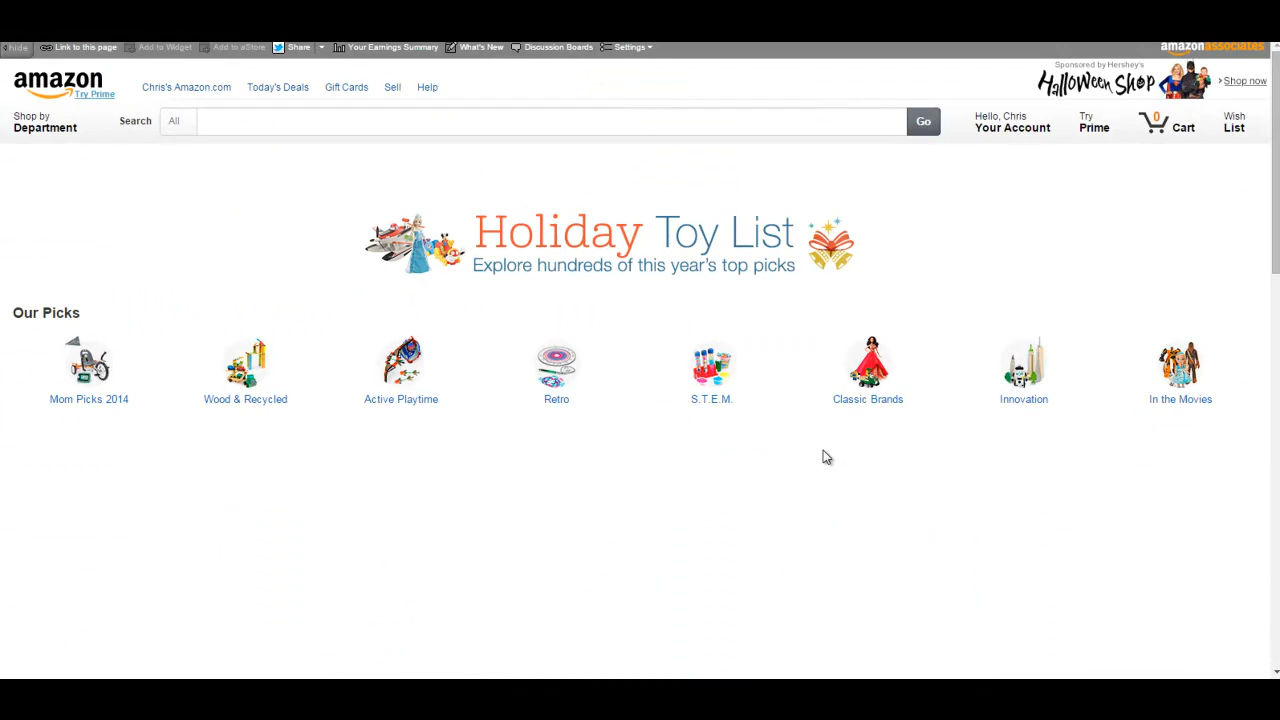 hide Link to this page Add to Widget Add to aStore Share Your Earnings Summary What's New Discussion Boards Settings amazonassociates
amazon
Try Prime
Chris's Amazon.com Today's Deals Gift Cards Sell Help
Sponsored by Hershey's
Halloween Shop
Shop now
Shop by
Department
Search All Go
Hello, Chris
Your Account
Try
Prime
0
Cart
Wish
List
Holiday Toy List
Explore hundreds of this year's top picks
Our Picks
Mom Picks 2014 Wood & Recycled Active Playtime Retro S.T.E.M. Classic Brands Innovation In the Movies